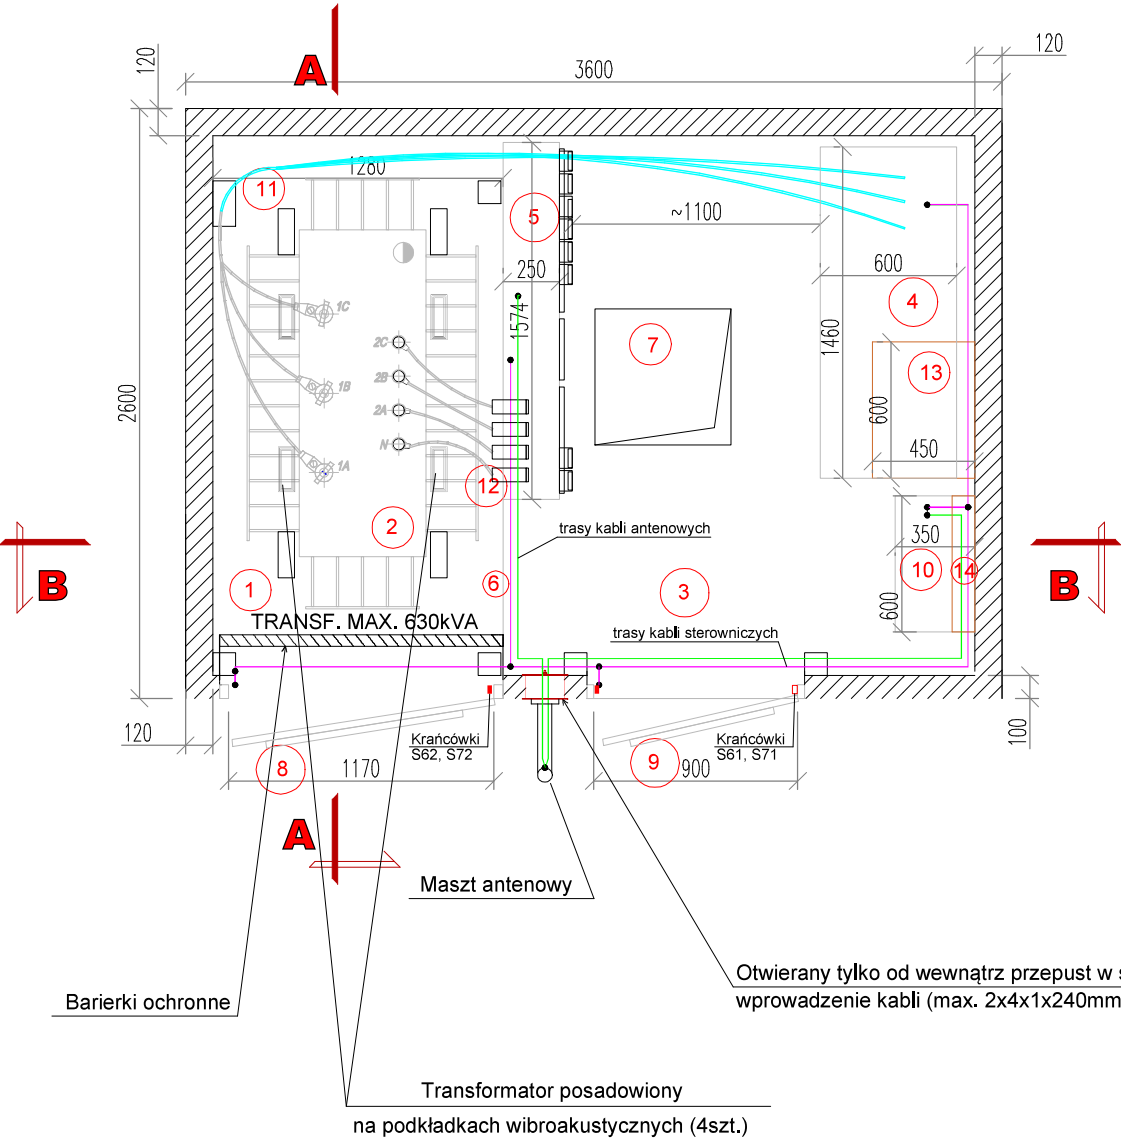 120
A
3600
120
1280
11
5
~1100
250
600
4
1C
1574
7
1460
2C
13
2600
1B
2B
2A
600
N
450
1A
12
2
trasy kabli antenowych
350
B
1
6
3
10
14
B
600
TRANSF. MAX. 630kVA
trasy kabli sterowniczych
120
Krańcówki
S62, S72
Krańcówki
S61, S71
100
8
1170
9
900
A
Maszt antenowy
Otwierany tylko od wewnątrz przepust w s
wprowadzenie kabli (max. 2x4x1x240mm
Barierki ochronne
Transformator posadowiony
na podkładkach wibroakustycznych (4szt.)